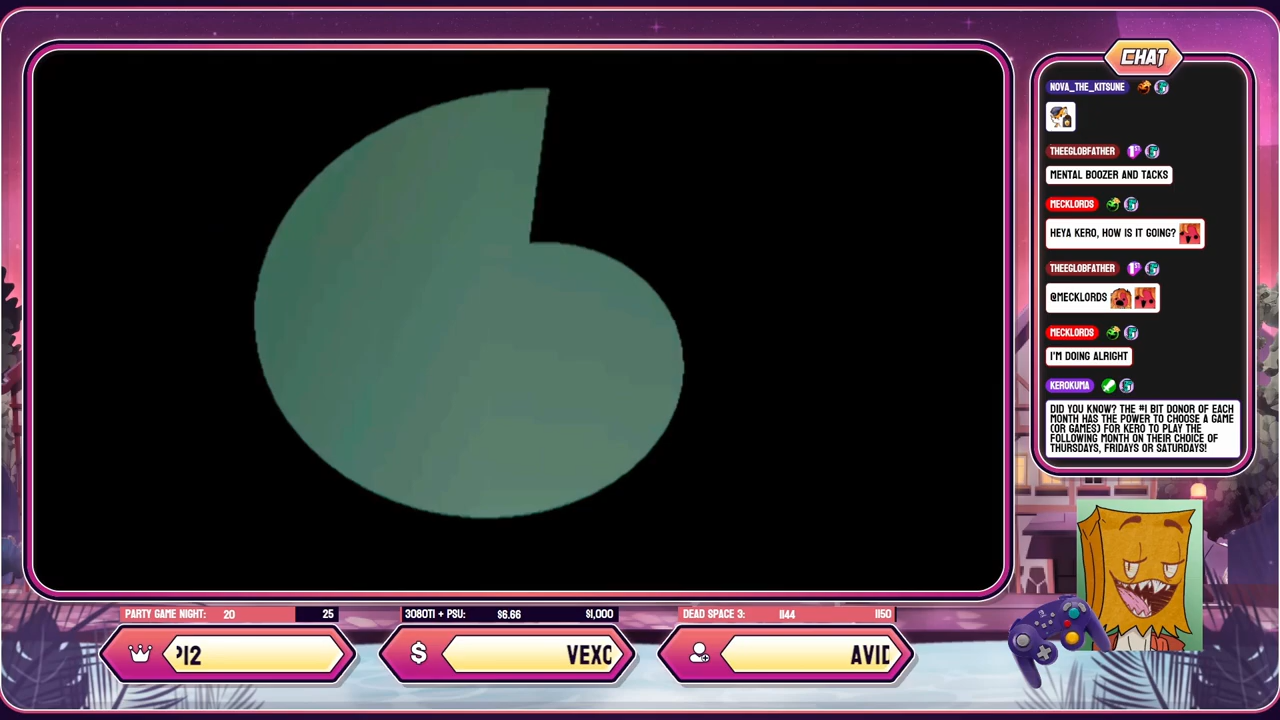 CHAT
NOVA_THE_KITSUNE
THEEGLOBFATHER
MENTAL BOOZER AND TACKS
MECKLORDS
HEYA KERO, HOW IS IT GOING?
THEEGLOBFATHER
@MECKLORDS
MECKLORDS
I'M DOING ALRIGHT
KEROKUMA
DID YOU KNOW? THE #1 BIT DONOR OF EACH
MONTH HAS THE POWER TO CHOOSE A GAME
(OR GAMES) FOR KERO TO PLAY THE
FOLLOWING MONTH ON THEIR CHOICE OF
THURSDAYS, FRIDAYS OR SATURDAYS!
PARTY GAME NIGHT: 20 25
3080TI + PSU: $6.66 $1,000
DEAD SPACE 3: 1144 1150